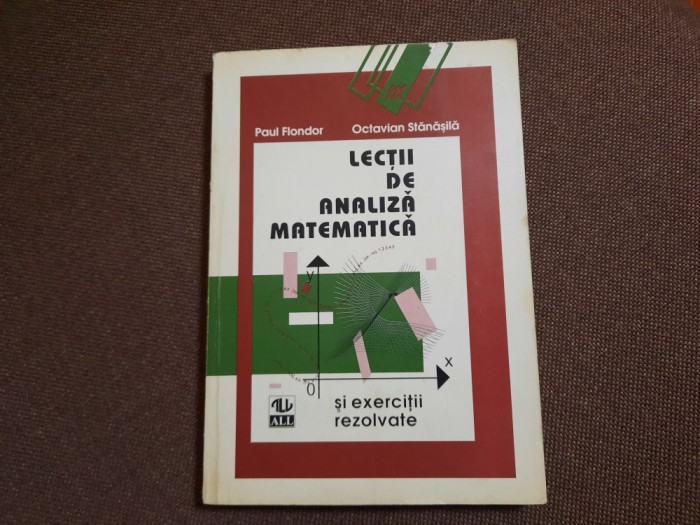 Paul Flondor Octavian Stănășilă
LECȚII
DE
ANALIZĂ
MATEMATICĂ
y
x
0
și exerciții
rezolvate
ALL